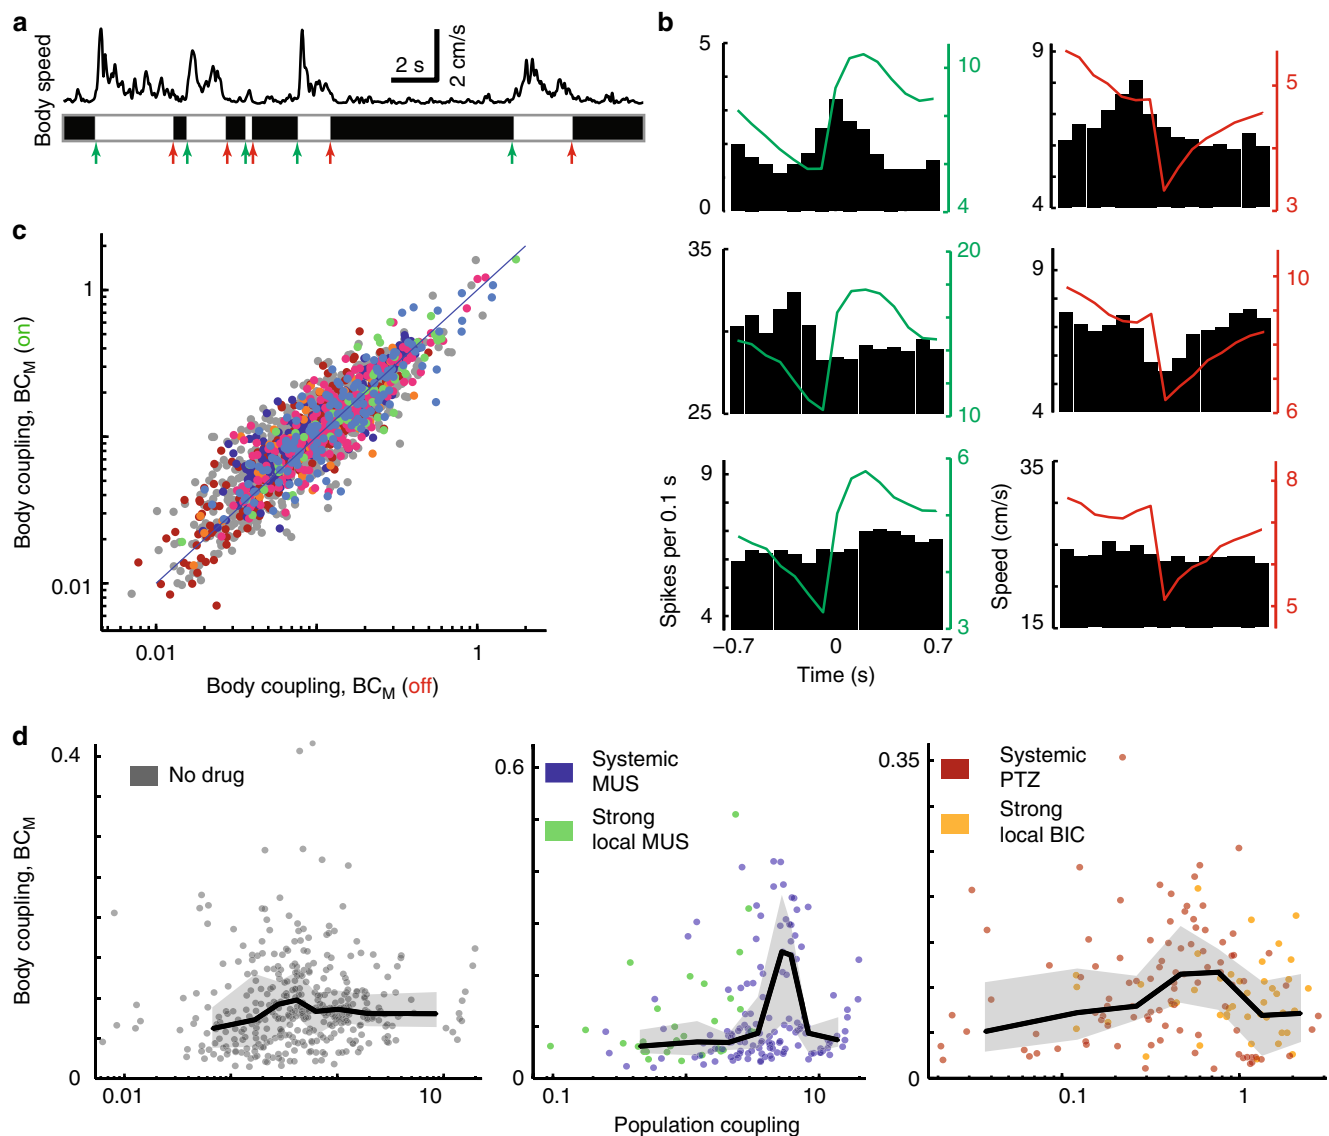 a
Body speed
2 s
2 cm/s
b
5
0
10
4
9
4
5
3
35
25
20
10
9
4
10
6
Spikes per 0.1 s
9
4
6
3
Speed (cm/s)
35
15
8
5
−0.7
0
0.7
Time (s)
c
Body coupling, BCM (on)
1
0.01
0.01
1
Body coupling, BCM (off)
d
Body coupling, BCM
0.4
0
No drug
0.01
10
0.6
0
Systemic
MUS
Strong
local MUS
0.1
10
0.35
0
Systemic
PTZ
Strong
local BIC
0.1
1
Population coupling